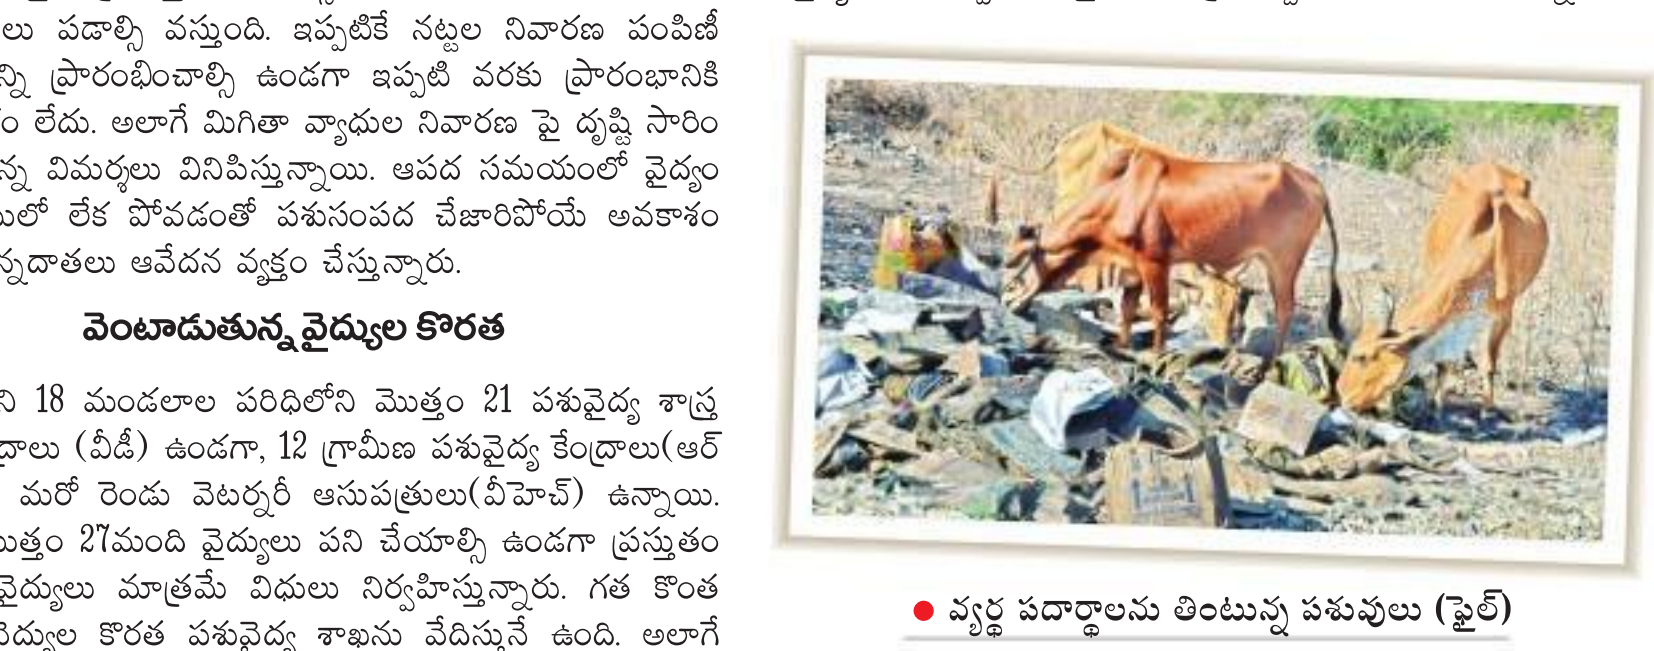 లు పడాల్సి వస్తుంది. ఇప్పటికే నట్టల నివారణ పంపిణీ
న్ని ప్రారంభించాల్సి ఉండగా ఇప్పటి వరకు ప్రారంభానికి
లేదు. అలాగే మిగితా వ్యాధుల నివారణ పై దృష్టి సారిం
న్న విమర్శలు వినిపిస్తున్నాయి. ఆపద సమయంలో వైద్యం
లో లేక పోవడంతో పశుసంపద చేజారిపోయే అవకాశం
న్నదాతలు ఆవేదన వ్యక్తం చేస్తున్నారు.
వెంటాడుతున్న వైద్యుల కొరత
ని 18 మండలాల పరిధిలోని మొత్తం 21 పశువైద్య శాస్త్ర
ద్రాలు (వీడీ) ఉండగా, 12 గ్రామీణ పశువైద్య కేంద్రాలు(ఆర్
మరో రెండు వెటర్నరీ ఆసుపత్రులు(వీహెచ్) ఉన్నాయి.
మొత్తం 27మంది వైద్యులు పని చేయాల్సి ఉండగా ప్రస్తుతం
వైద్యులు మాత్రమే విధులు నిర్వహిస్తున్నారు. గత కొంత
వైద్యుల కొరత పశువైద్య శాఖను వేదిస్తునే ఉంది. అలాగే
● వ్యర్థ పదార్థాలను తింటున్న పశువులు (ఫైల్)